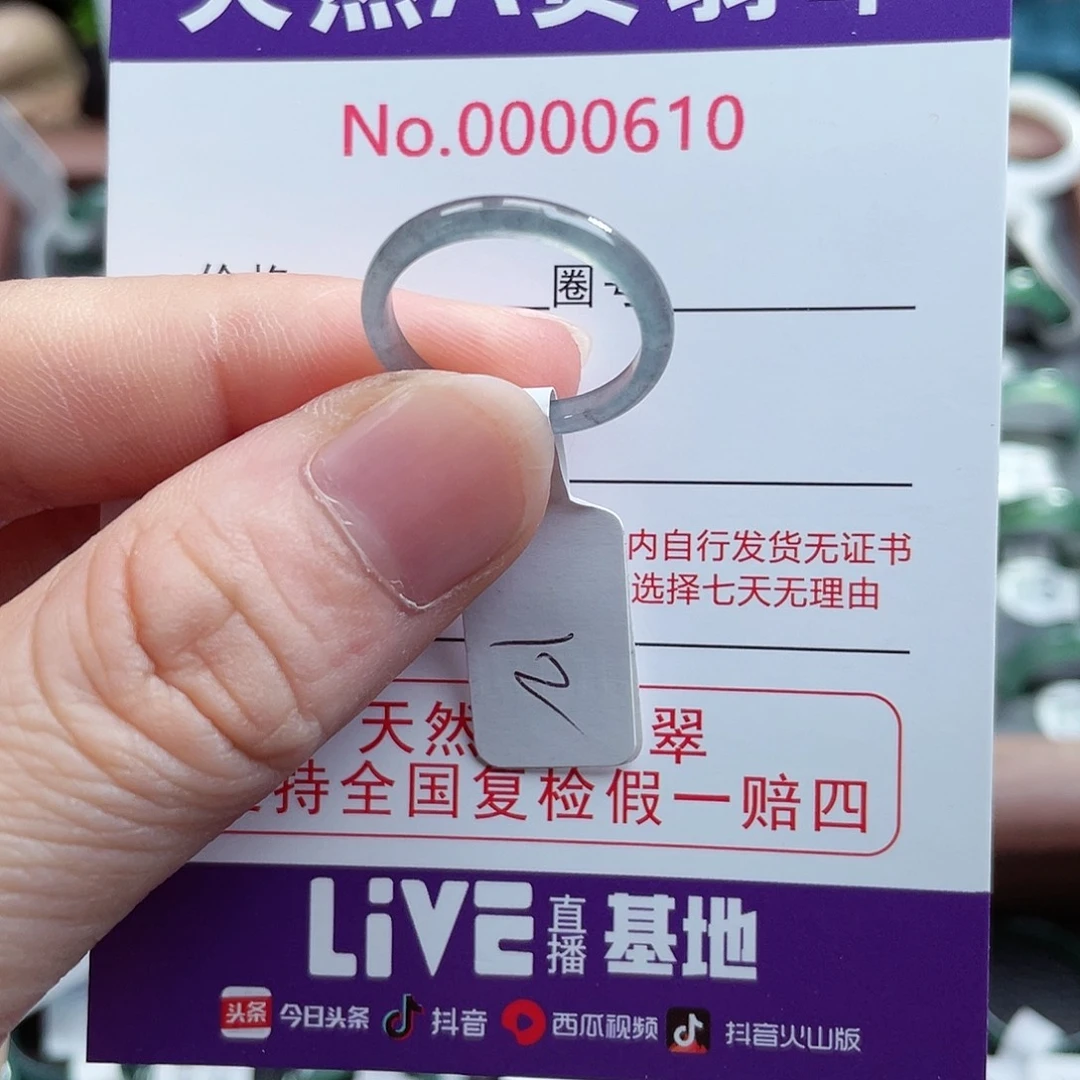 No.0000610
圈号
内自行发货无证书
选择七天无理由
天然 翠
持全国复检假一赔四
LiVE直播基地
头条 今日头条 抖音 西瓜视频 抖音火山版